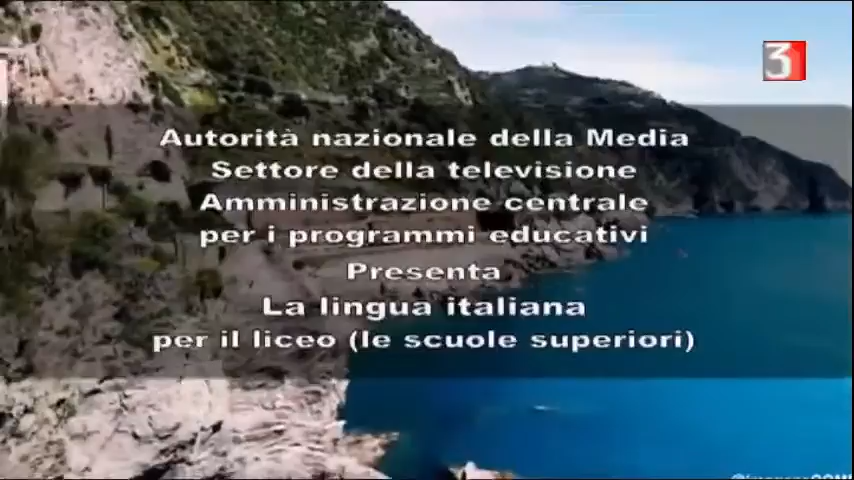 3
Autorità nazionale della Media
Settore della televisione
Amministrazione centrale
per i programmi educativi
Presenta
La lingua italiana
per il liceo (le scuole superiori)